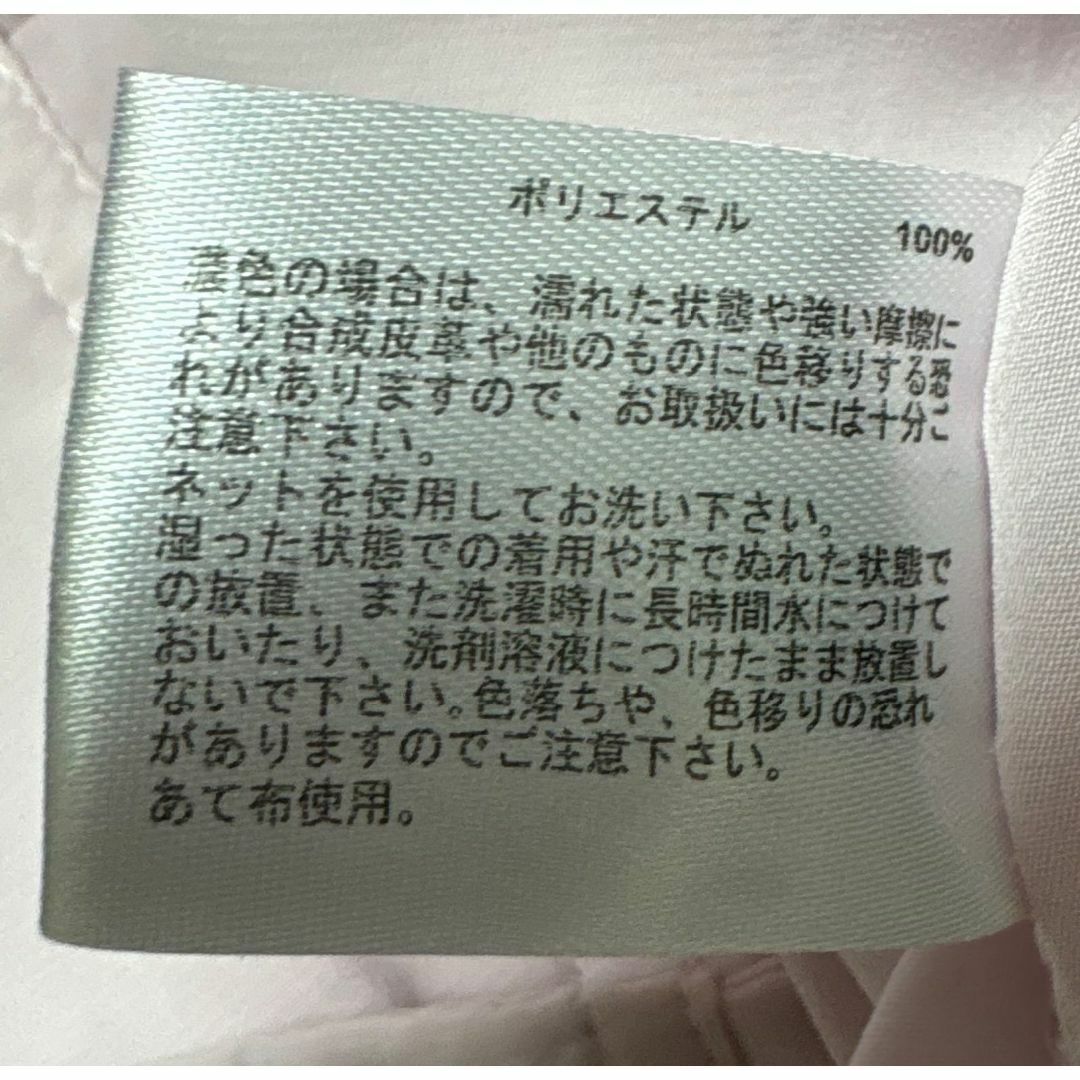 ポリエステル 100%
濃色の場合は、濡れた状態や強い摩擦に
より合成皮革や他のものに色移りする恐
れがありますので、お取扱いには十分ご
注意下さい。
ネットを使用してお洗い下さい。
湿った状態での着用や汗でぬれた状態で
の放置、また洗濯時に長時間水につけて
おいたり、洗剤溶液につけたまま放置し
ないで下さい。色落ちや、色移りの恐れ
がありますのでご注意下さい。
あて布使用。